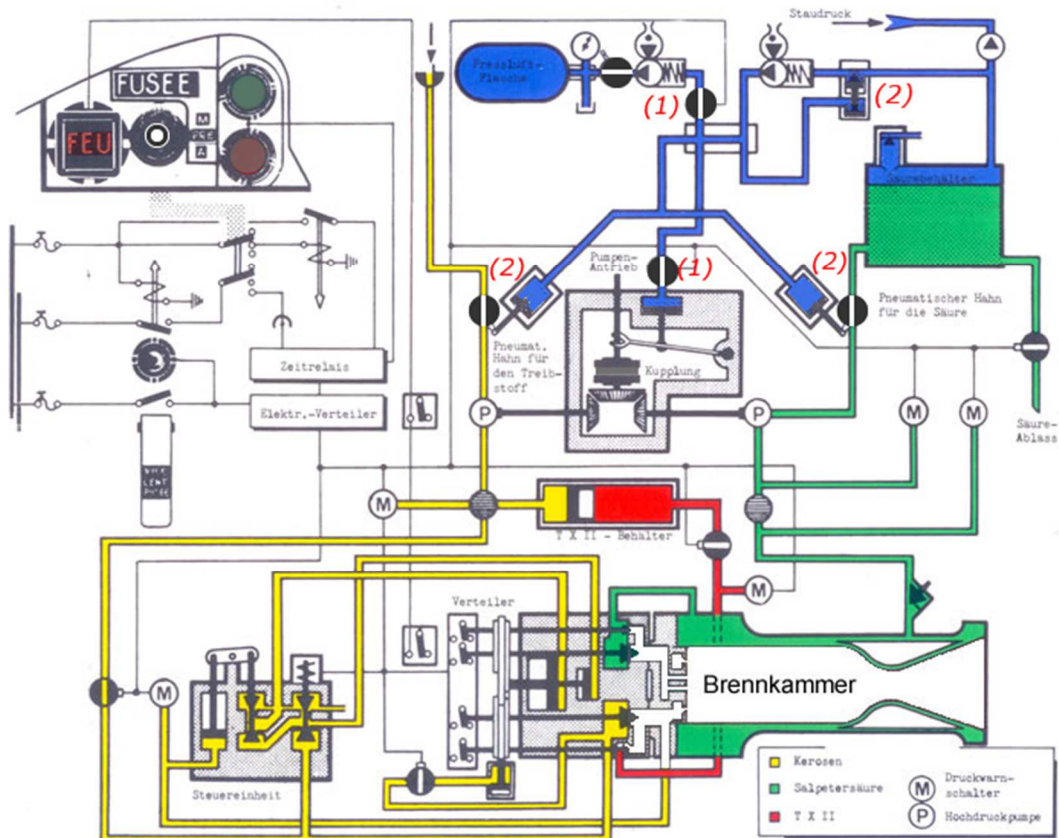 Staudruck
FUSEE
FEU
M
A
Pressluft-
Flasche
(1)
(2)
Säurebehälter
Pumpen-
Antrieb
(1)
(2)
(2)
Pneumatischer Hahn
für die Säure
Pneumat.
Hahn für
den Treib-
stoff
Kupplung
Zeitrelais
Elektr.-Verteiler
P
P
M
M
Säure-
Ablass
M
T X II - Behälter
M
Verteiler
Brennkammer
M
Steuereinheit
Kerosen
Salpetersäure
T X II
M
Druckwarn-
schalter
P
Hochdruckpumpe